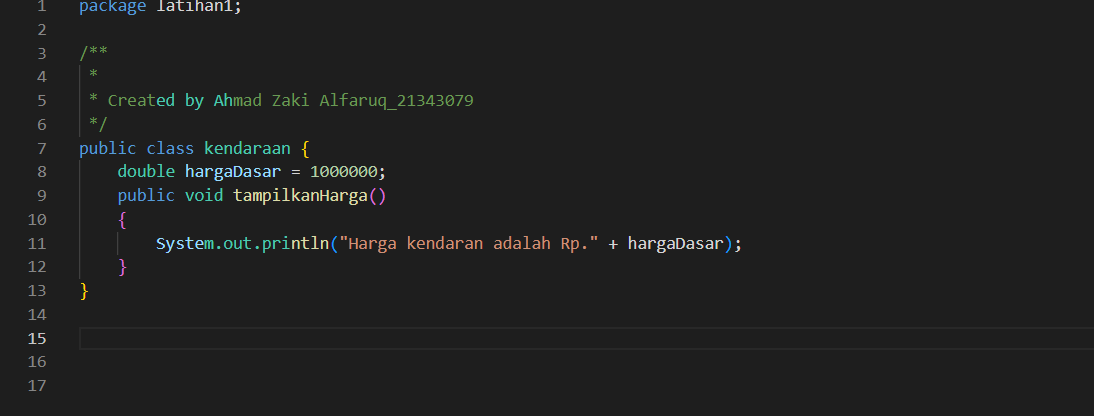 1 package latihan1;
2
3 /**
4  *
5  * Created by Ahmad Zaki Alfaruq_21343079
6  */
7 public class kendaraan {
8     double hargaDasar = 1000000;
9     public void tampilkanHarga()
10     {
11         System.out.println("Harga kendaran adalah Rp." + hargaDasar);
12     }
13 }
14
15
16
17